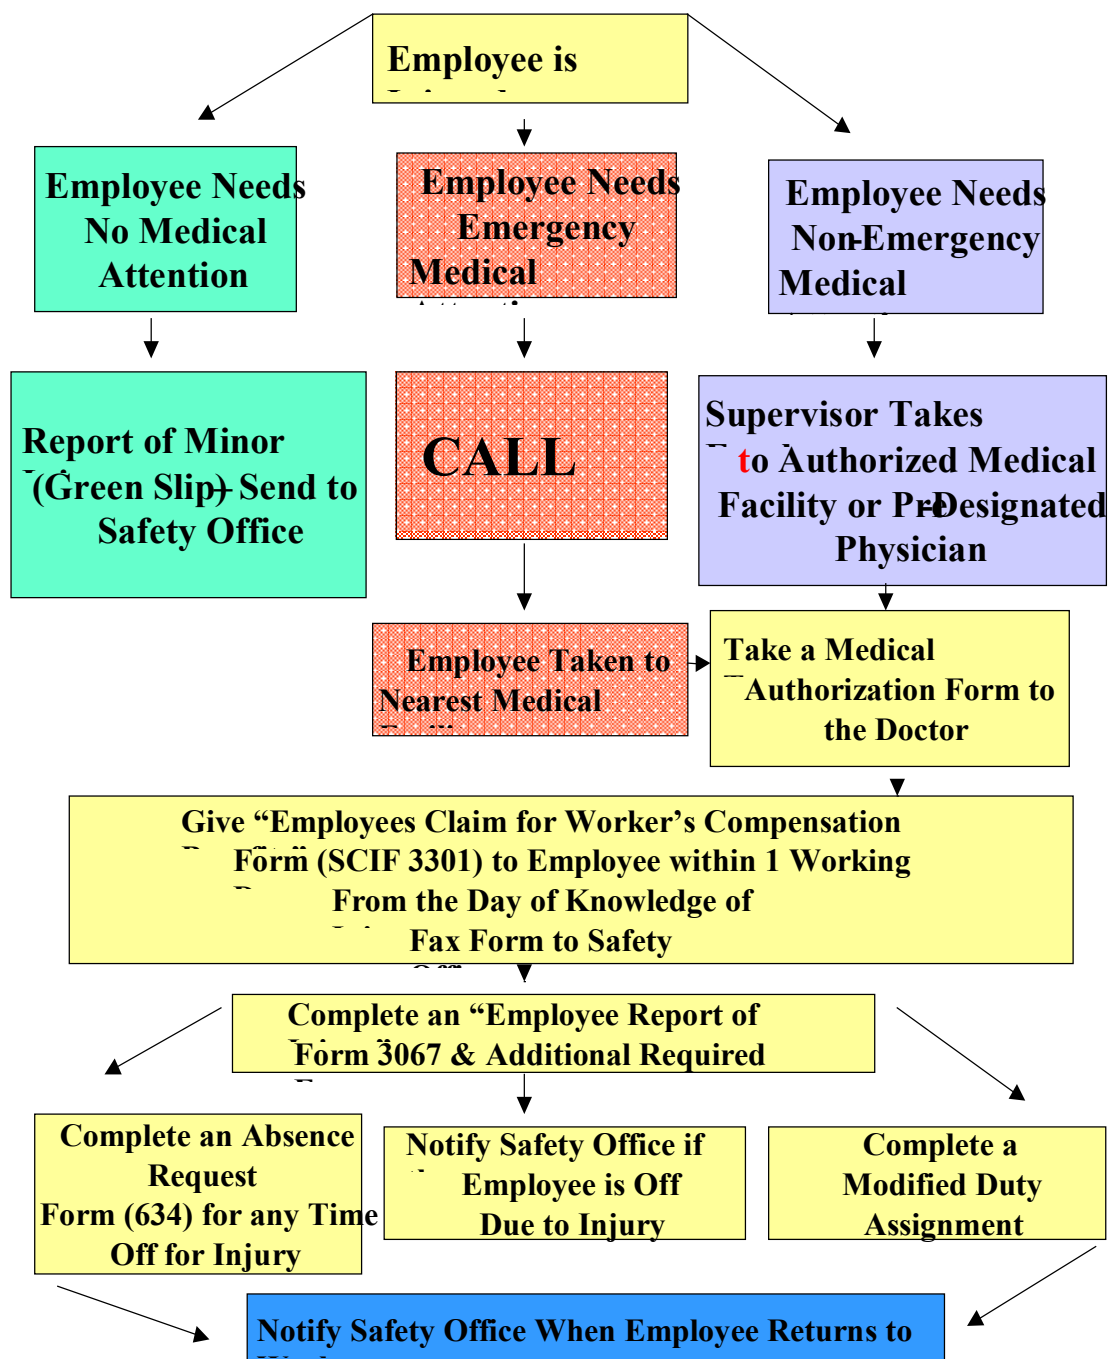 Employee is
Employee Needs
No Medical
Attention
Employee Needs
Emergency
Medical
Employee Needs
Non-Emergency
Medical
Report of Minor
(Green Slip) – Send to
Safety Office
CALL
Supervisor Takes
to Authorized Medical
Facility or Pre-Designated
Physician
Employee Taken to
Nearest Medical
Take a Medical
Authorization Form to
the Doctor
Give “Employees Claim for Worker’s Compensation
Form (SCIF 3301) to Employee within 1 Working
From the Day of Knowledge of
Fax Form to Safety
Complete an “Employee Report of
Form 3067 & Additional Required
Complete an Absence
Request
Form (634) for any Time
Off for Injury
Notify Safety Office if
Employee is Off
Due to Injury
Complete a
Modified Duty
Assignment
Notify Safety Office When Employee Returns to